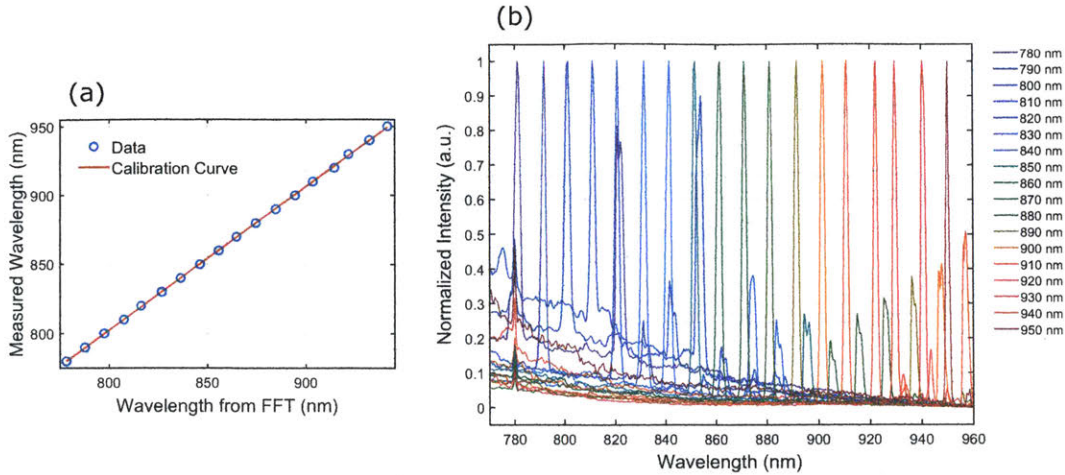 (a)
Measured Wavelength (nm)
950
900
850
800
Data
Calibration Curve
800 850 900
Wavelength from FFT (nm)
(b)
Normalized Intensity (a.u.)
1
0.9
0.8
0.7
0.6
0.5
0.4
0.3
0.2
0.1
0
780 800 820 840 860 880 900 920 940 960
Wavelength (nm)
780 nm
790 nm
800 nm
810 nm
820 nm
830 nm
840 nm
850 nm
860 nm
870 nm
880 nm
890 nm
900 nm
910 nm
920 nm
930 nm
940 nm
950 nm